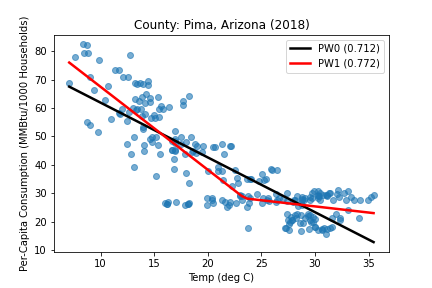 County: Pima, Arizona (2018)
Per-Capita Consumption (MMBtu/1000 Households)
80
70
60
50
40
30
20
10
PW0 (0.712)
PW1 (0.772)
10 15 20 25 30 35
Temp (deg C)